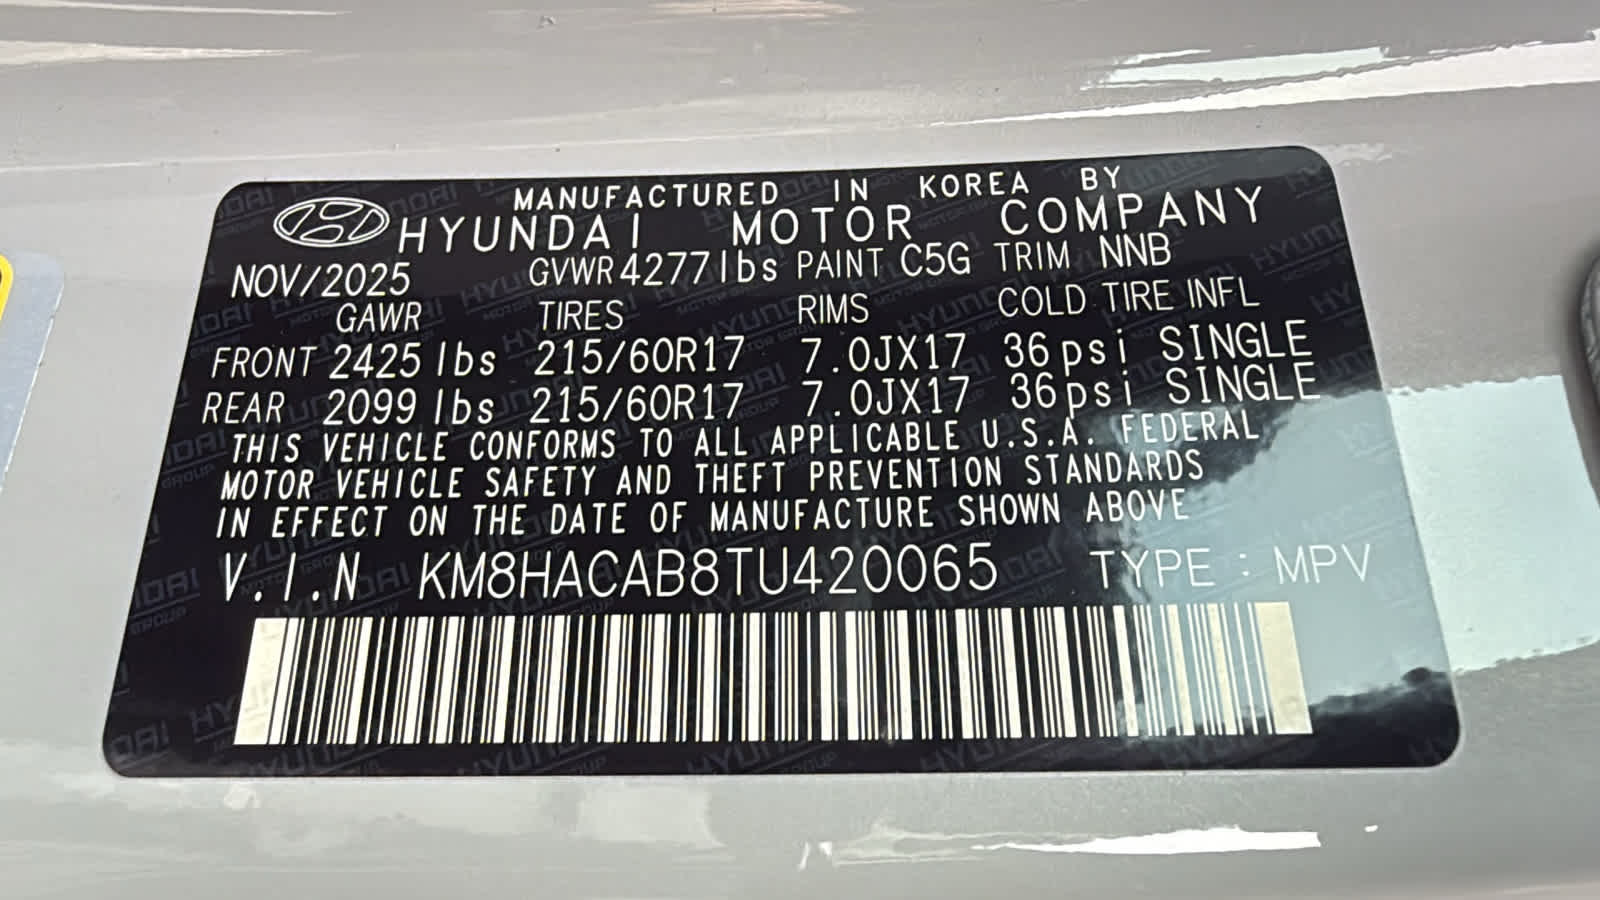 MANUFACTURED IN KOREA BY
HYUNDAI MOTOR COMPANY
NOV/2025 GVWR 4277lbs PAINT C5G TRIM NNB
GAWR TIRES RIMS COLD TIRE INFL
FRONT 2425 lbs 215/60R17 7.0JX17 36psi SINGLE
REAR 2099 lbs 215/60R17 7.0JX17 36psi SINGLE
THIS VEHICLE CONFORMS TO ALL APPLICABLE U.S.A. FEDERAL
MOTOR VEHICLE SAFETY AND THEFT PREVENTION STANDARDS
IN EFFECT ON THE DATE OF MANUFACTURE SHOWN ABOVE
V.I.N KM8HACAB8TU420065 TYPE : MPV